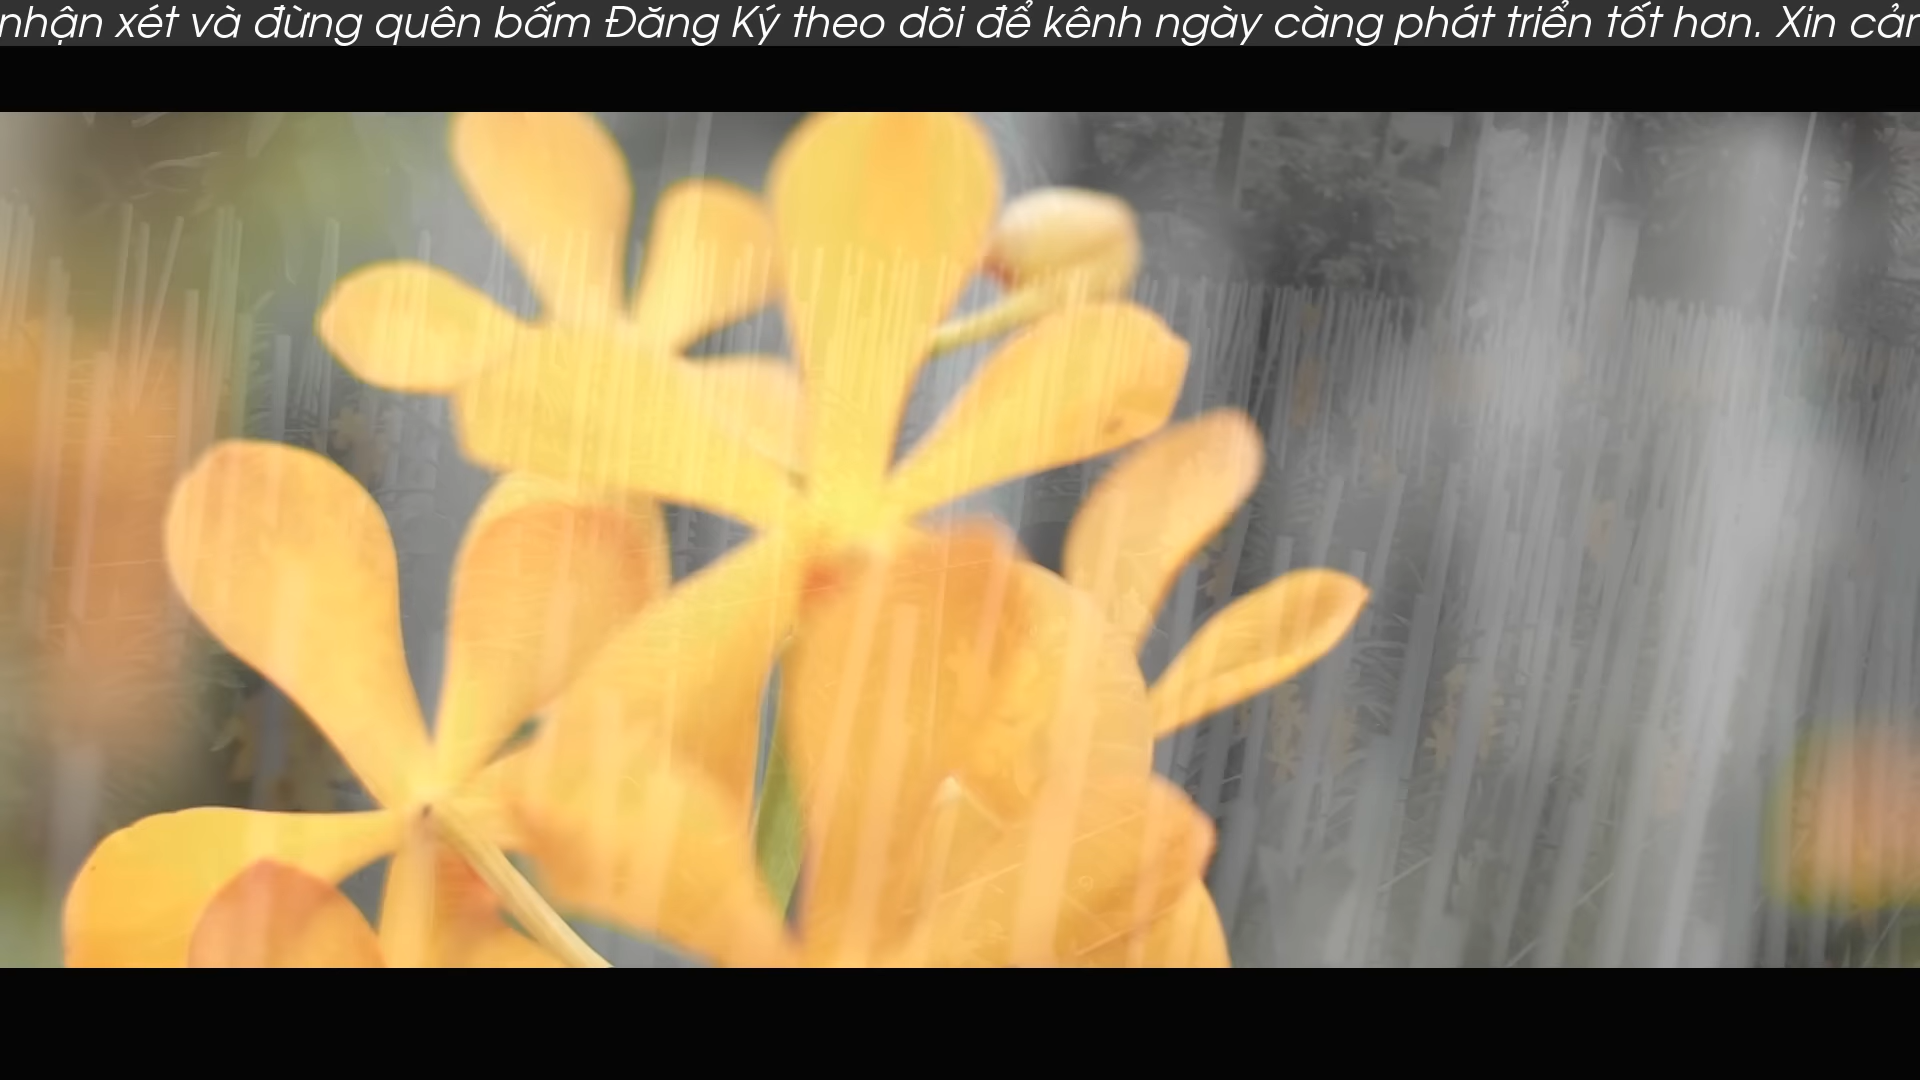 nhận xét và đừng quên bấm Đăng Ký theo dõi để kênh ngày càng phát triển tốt hơn. Xin cản